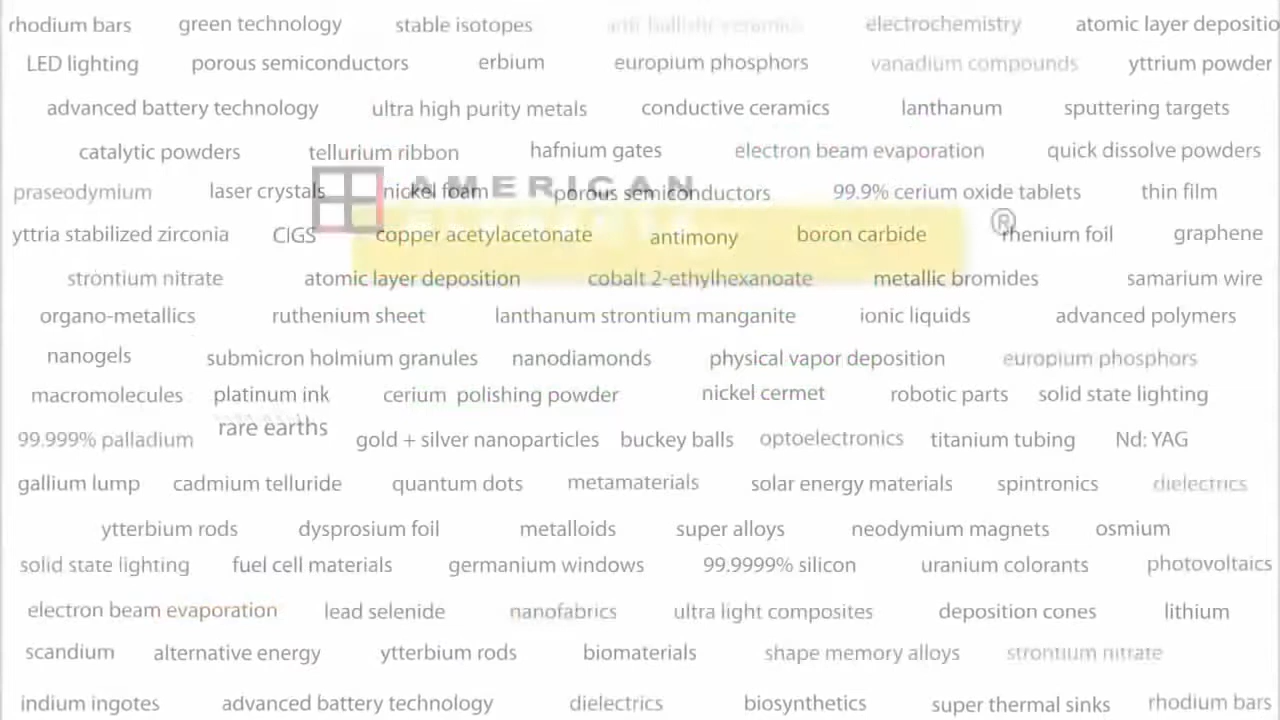 rhodium bars green technology stable isotopes anti ballistic ceramics electrochemistry atomic layer depositio
LED lighting porous semiconductors erbium europium phosphors vanadium compounds yttrium powder
advanced battery technology ultra high purity metals conductive ceramics lanthanum sputtering targets
catalytic powders tellurium ribbon hafnium gates electron beam evaporation quick dissolve powders
AMERICAN
praseodymium laser crystals nickel foam porous semiconductors 99.9% cerium oxide tablets thin film
ELEMENTS ®
yttria stabilized zirconia CIGS copper acetylacetonate antimony boron carbide rhenium foil graphene
strontium nitrate atomic layer deposition cobalt 2-ethylhexanoate metallic bromides samarium wire
organo-metallics ruthenium sheet lanthanum strontium manganite ionic liquids advanced polymers
nanogels submicron holmium granules nanodiamonds physical vapor deposition europium phosphors
macromolecules platinum ink cerium polishing powder nickel cermet robotic parts solid state lighting
rare earths
99.999% palladium gold + silver nanoparticles buckey balls optoelectronics titanium tubing Nd: YAG
gallium lump cadmium telluride quantum dots metamaterials solar energy materials spintronics dielectrics
ytterbium rods dysprosium foil metalloids super alloys neodymium magnets osmium
solid state lighting fuel cell materials germanium windows 99.9999% silicon uranium colorants photovoltaics
electron beam evaporation lead selenide nanofabrics ultra light composites deposition cones lithium
scandium alternative energy ytterbium rods biomaterials shape memory alloys strontium nitrate
indium ingotes advanced battery technology dielectrics biosynthetics super thermal sinks rhodium bars